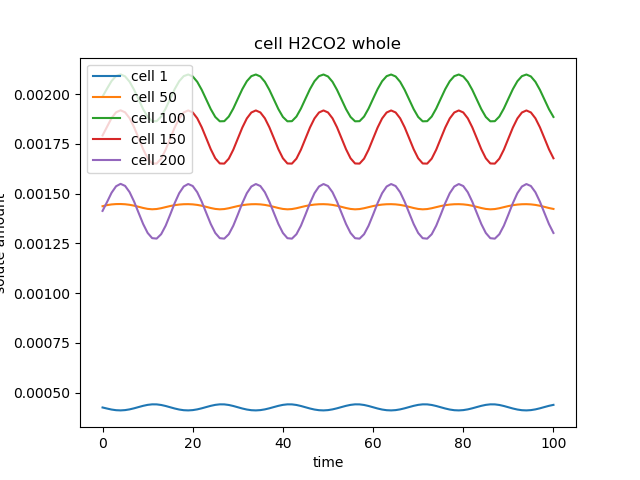 cell H2CO2 whole
cell 1
cell 50
cell 100
cell 150
cell 200
0.00200
0.00175
0.00150
0.00125
0.00100
0.00075
0.00050
solute amount
0
20
40
60
80
100
time